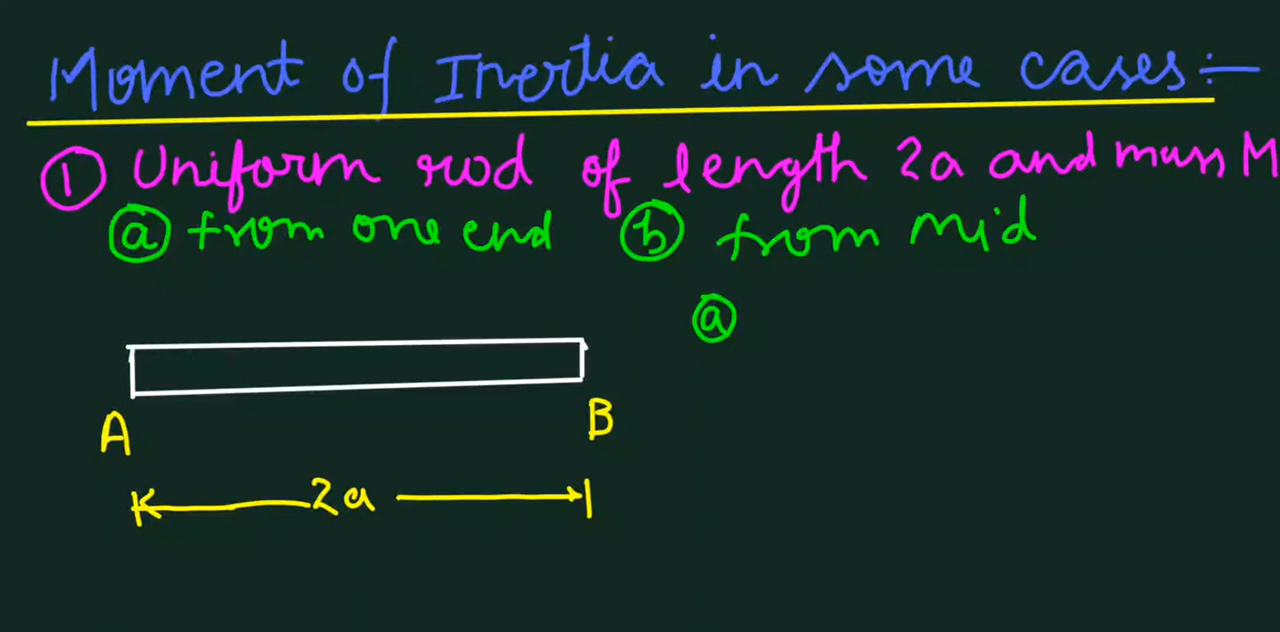 Moment of Inertia in some cases:—
① Uniform rod of length 2a and mass M
ⓐ from one end ⓑ from mid
ⓐ
A B
2a